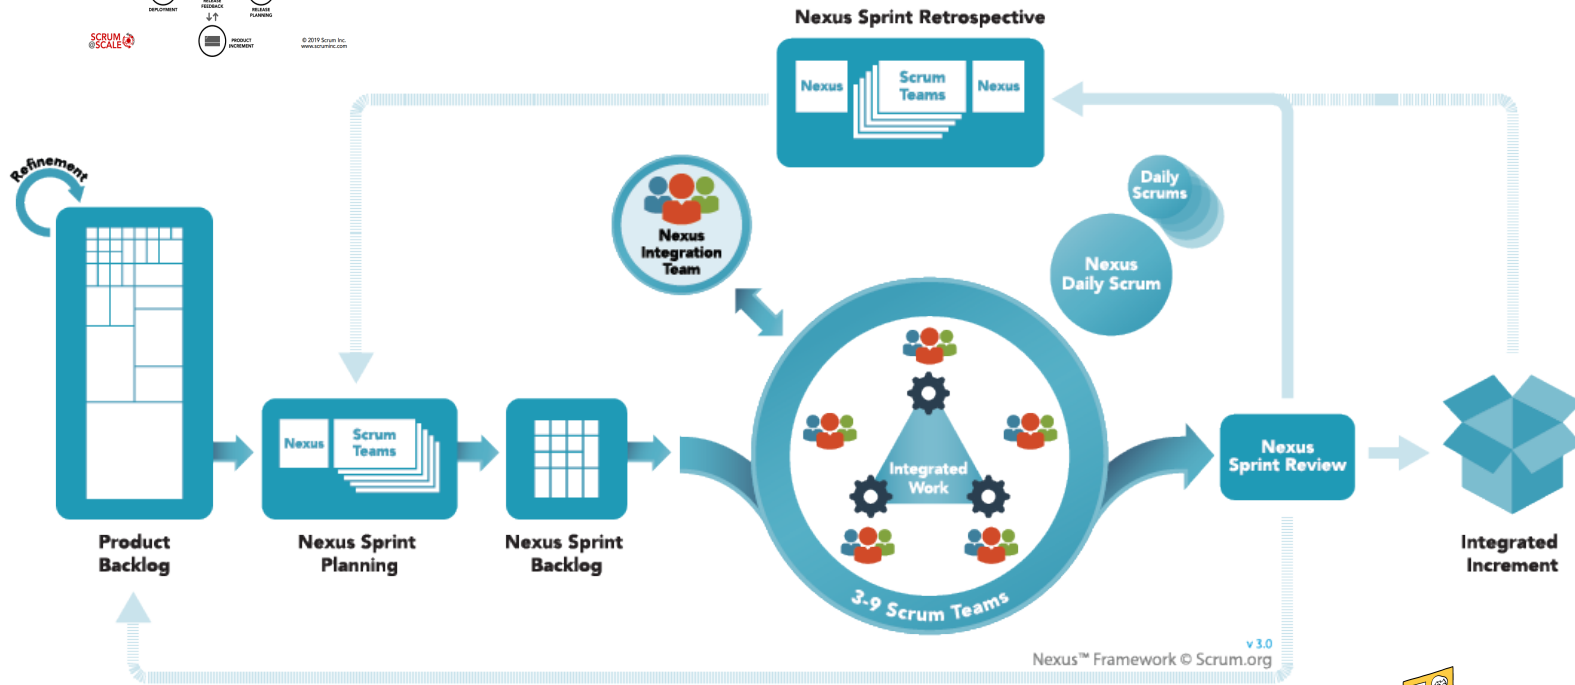 DEPLOYMENT
RELEASE
FEEDBACK
RELEASE
PLANNING
SCRUM
@SCALE
PRODUCT
INCREMENT
© 2019 Scrum Inc.
www.scruminc.com
Nexus Sprint Retrospective
Nexus
Scrum
Teams
Nexus
Refinement
Nexus
Integration
Team
Daily
Scrums
Nexus
Daily Scrum
Nexus
Scrum
Teams
Integrated
Work
Nexus
Sprint Review
Product
Backlog
Nexus Sprint
Planning
Nexus Sprint
Backlog
3-9 Scrum Teams
Integrated
Increment
v 3.0
Nexus™ Framework © Scrum.org